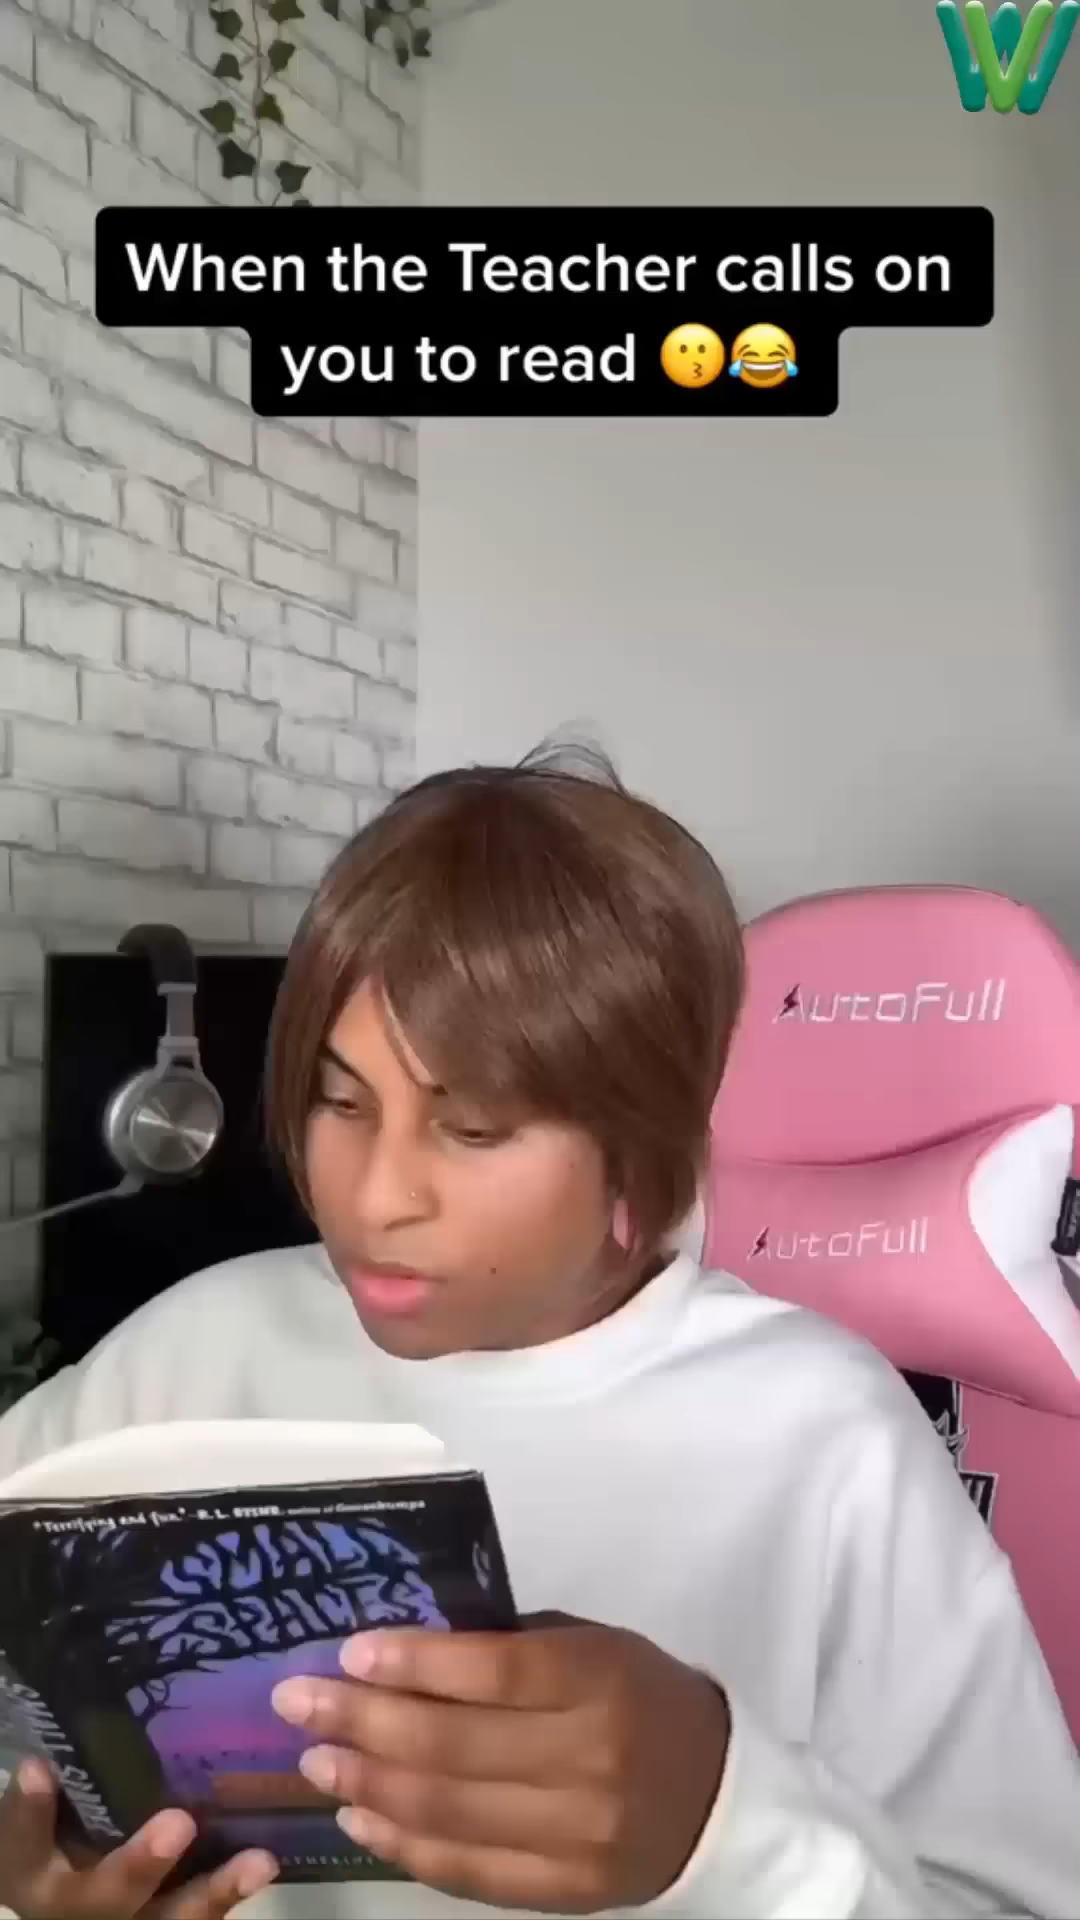 W
When the Teacher calls on
you to read 😗😂
AutoFull
AutoFull
"Terrifying and fun." —R. L. STINE, author of Goosebumps
SMALL SPACES